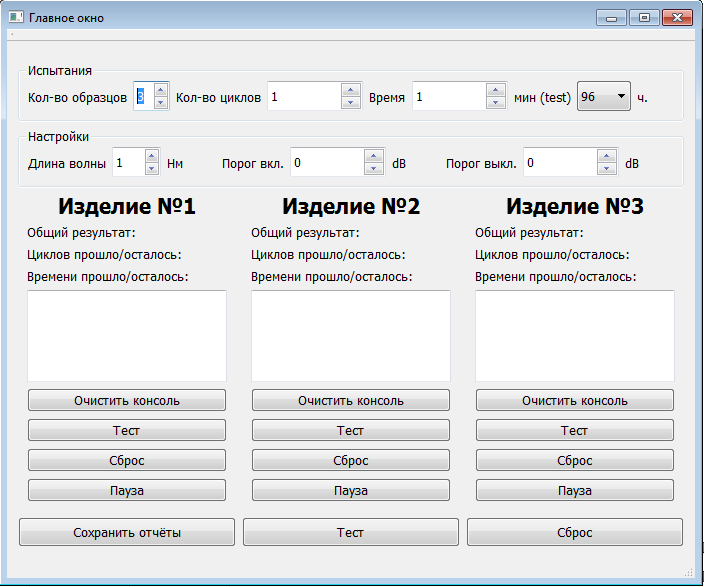 Главное окно
Испытания
Кол-во образцов 3 Кол-во циклов 1 Время 1 мин (test) 96 ч.
Настройки
Длина волны 1 Нм Порог вкл. 0 dB Порог выкл. 0 dB
Изделие №1 Изделие №2 Изделие №3
Общий результат: Общий результат: Общий результат:
Циклов прошло/осталось: Циклов прошло/осталось: Циклов прошло/осталось:
Времени прошло/осталось: Времени прошло/осталось: Времени прошло/осталось:
Очистить консоль Очистить консоль Очистить консоль
Тест Тест Тест
Сброс Сброс Сброс
Пауза Пауза Пауза
Сохранить отчёты Тест Сброс